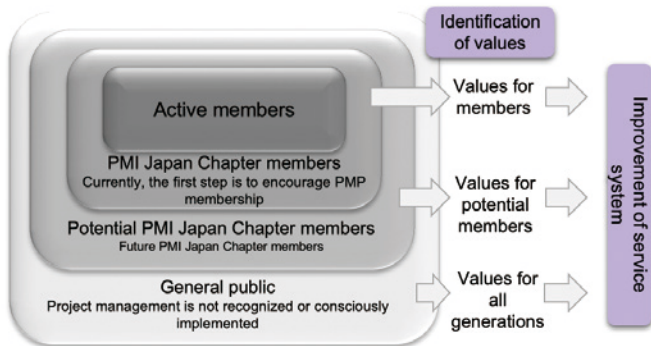 Identification
of values
Active members
Values for
members
PMI Japan Chapter members
Currently, the first step is to encourage PMP
membership
Values for
potential
members
Potential PMI Japan Chapter members
Future PMI Japan Chapter members
General public
Project management is not recognized or consciously
implemented
Values for
all
generations
Improvement of service
system